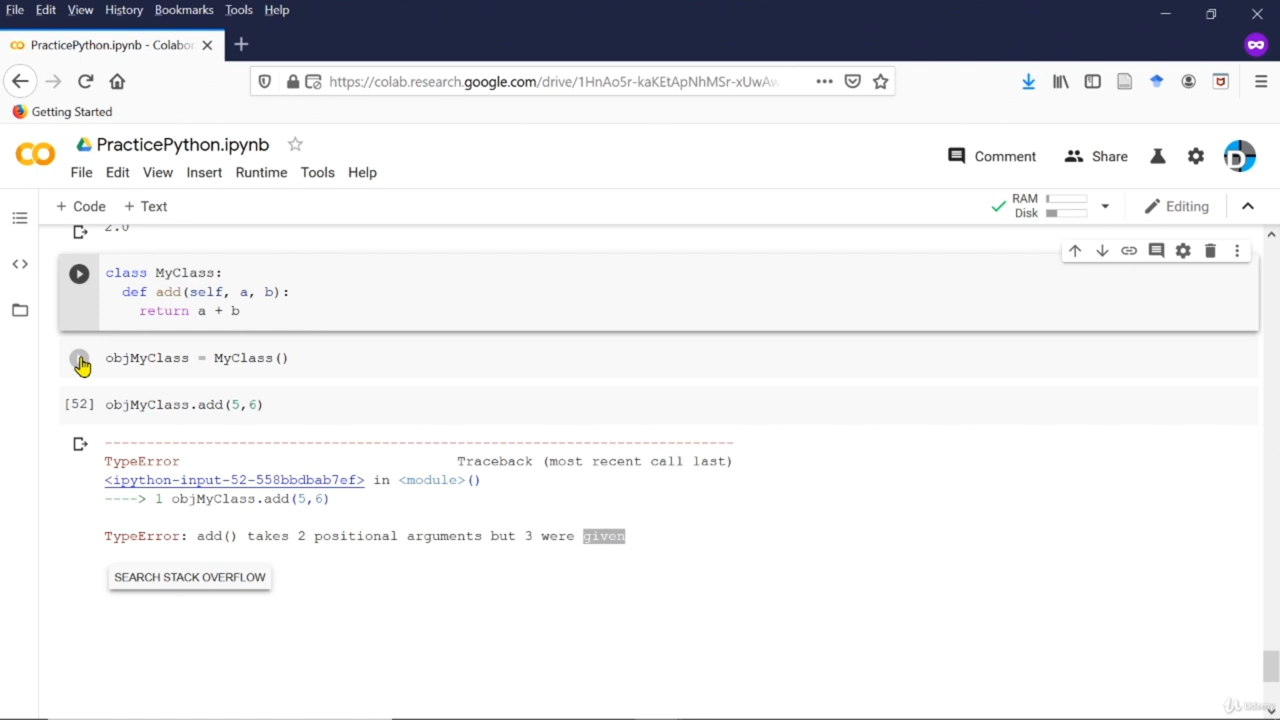 File Edit View History Bookmarks Tools Help
PracticePython.ipynb - Colabor
https://colab.research.google.com/drive/1HnAo5r-kaKEtApNhMSr-xUwAv
Getting Started
PracticePython.ipynb
File Edit View Insert Runtime Tools Help
Comment Share
+ Code + Text
RAM
Disk
Editing
2.0
class MyClass:
def add(self, a, b):
return a + b
objMyClass = MyClass()
[52] objMyClass.add(5,6)
---------------------------------------------------------------------------
TypeError Traceback (most recent call last)
<ipython-input-52-558bbdbab7ef> in <module>()
----> 1 objMyClass.add(5,6)
TypeError: add() takes 2 positional arguments but 3 were given
SEARCH STACK OVERFLOW